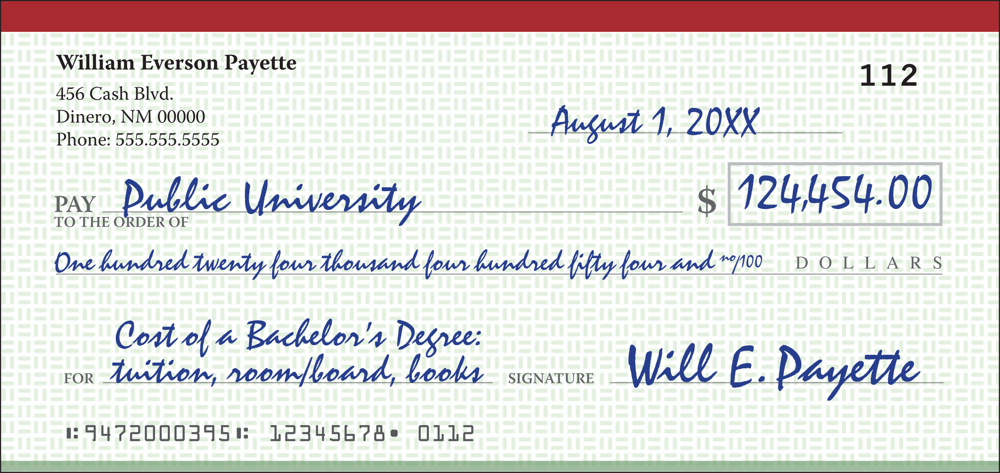 William Everson Payette
456 Cash Blvd.
Dinero, NM 00000
Phone: 555.555.5555
112
August 1, 20XX
PAY Public University $ 124,454.00
TO THE ORDER OF
One hundred twenty four thousand four hundred fifty four and no/100 DOLLARS
Cost of a Bachelor's Degree:
FOR tuition, room/board, books SIGNATURE Will E. Payette
⑆9472000395⑆ 12345678• 0112